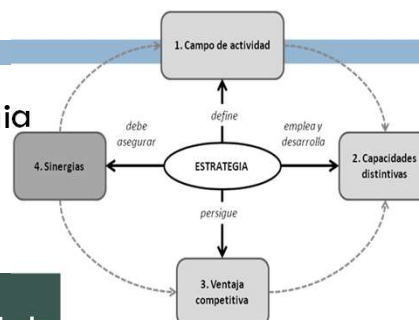 1. Campo de actividad
ia
debe
asegurar
define
emplea y
desarrolla
4. Sinergias
ESTRATEGIA
2. Capacidades
distintivas
persigue
3. Ventaja
competitiva